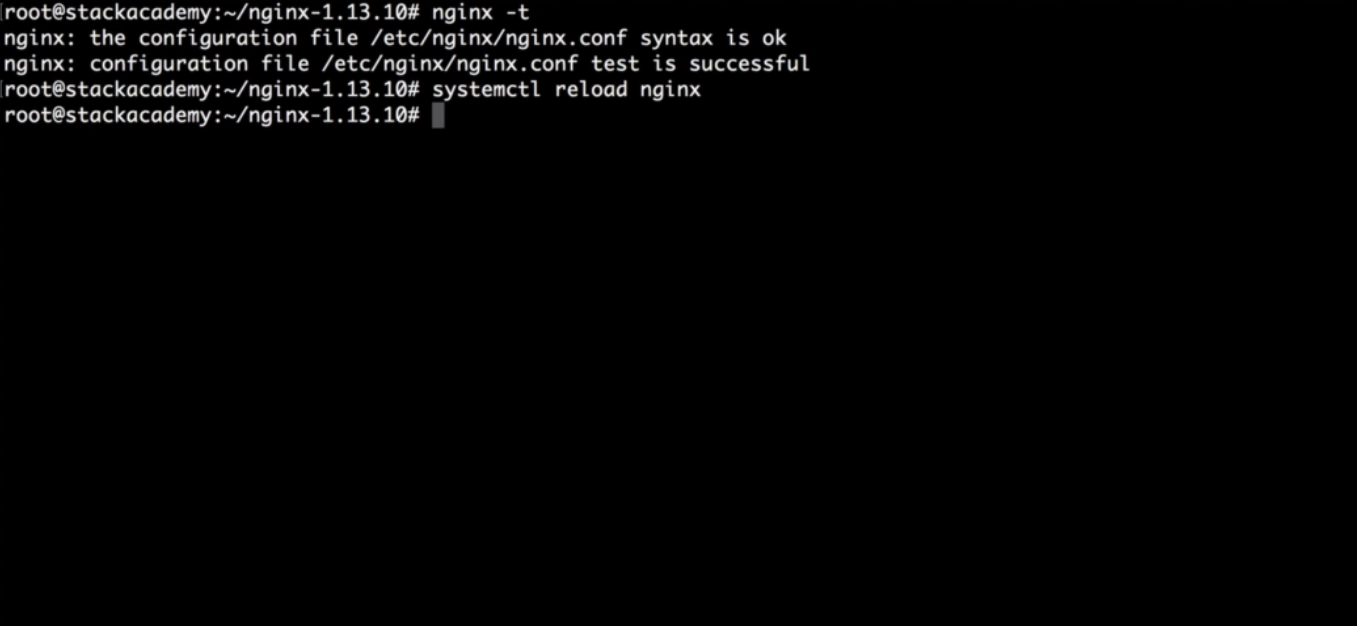 [root@stackacademy:~/nginx-1.13.10# nginx -t
nginx: the configuration file /etc/nginx/nginx.conf syntax is ok
nginx: configuration file /etc/nginx/nginx.conf test is successful
[root@stackacademy:~/nginx-1.13.10# systemctl reload nginx
root@stackacademy:~/nginx-1.13.10#